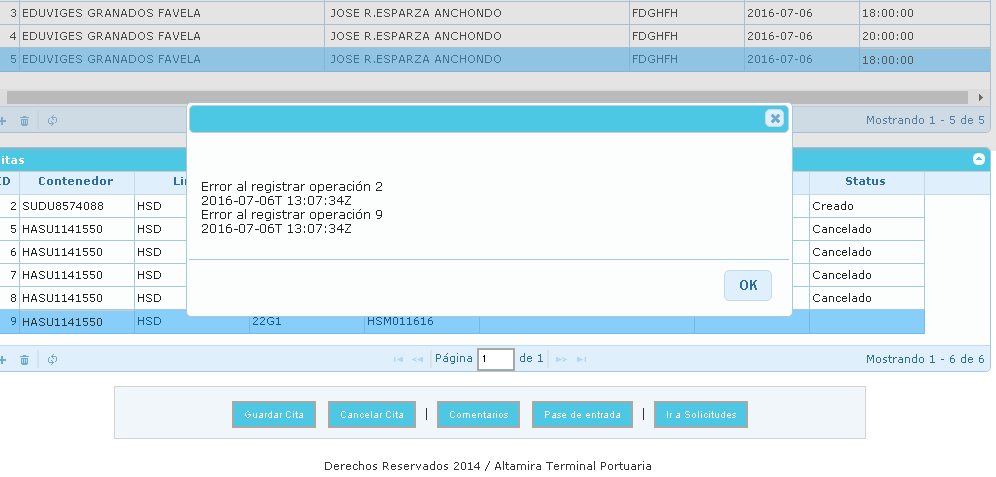 3 EDUVIGES GRANADOS FAVELA JOSE R.ESPARZA ANCHONDO FDGHFH 2016-07-06 18:00:00
4 EDUVIGES GRANADOS FAVELA JOSE R.ESPARZA ANCHONDO FDGHFH 2016-07-06 20:00:00
5 EDUVIGES GRANADOS FAVELA JOSE R.ESPARZA ANCHONDO FDGHFH 2016-07-06 18:00:00
Mostrando 1 - 5 de 5
itas
ID Contenedor Li Status
2 SUDU8574088 HSD Creado
5 HASU1141550 HSD Cancelado
6 HASU1141550 HSD Cancelado
7 HASU1141550 HSD Cancelado
8 HASU1141550 HSD Cancelado
9 HASU1141550 HSD 22G1 HSM011616
Error al registrar operación 2
2016-07-06T 13:07:34Z
Error al registrar operación 9
2016-07-06T 13:07:34Z
OK
Página 1 de 1 Mostrando 1 - 6 de 6
Guardar Cita Cancelar Cita | Comentarios Pase de entrada | Ir a Solicitudes
Derechos Reservados 2014 / Altamira Terminal Portuaria